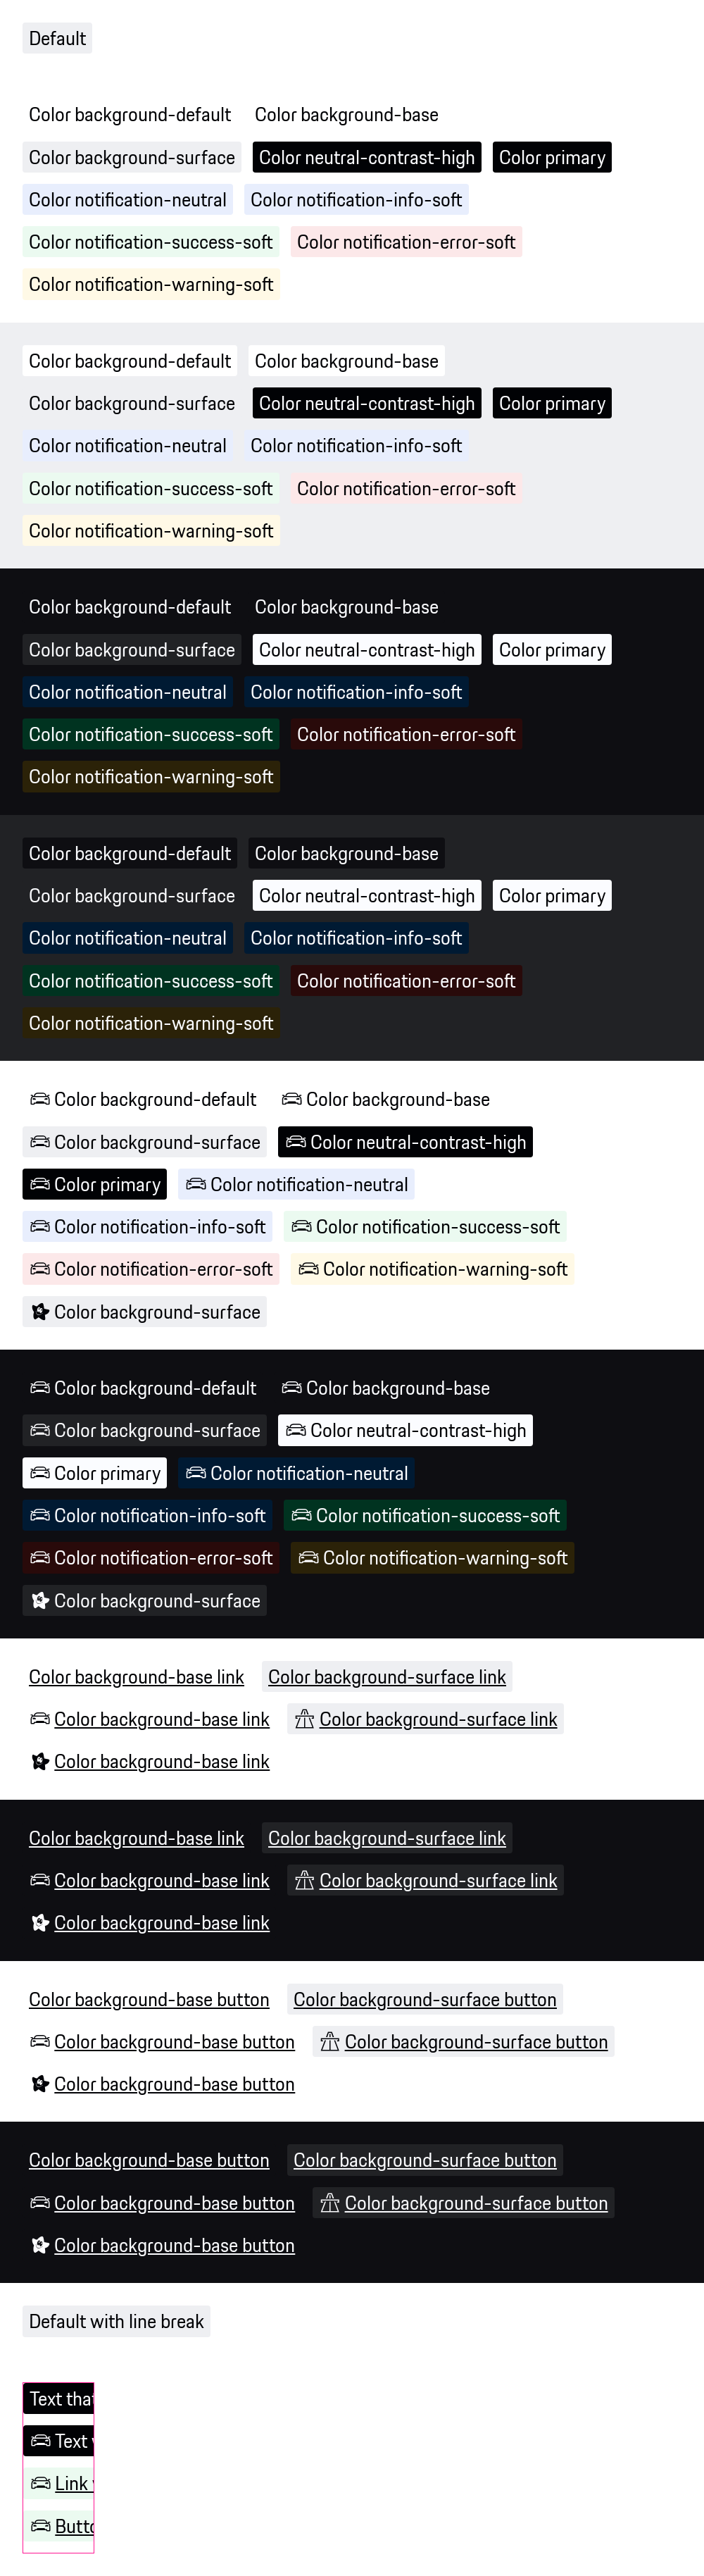 Default
Color background-default Color background-base
Color background-surface Color neutral-contrast-high Color primary
Color notification-neutral Color notification-info-soft
Color notification-success-soft Color notification-error-soft
Color notification-warning-soft
Color background-default Color background-base
Color background-surface Color neutral-contrast-high Color primary
Color notification-neutral Color notification-info-soft
Color notification-success-soft Color notification-error-soft
Color notification-warning-soft
Color background-default Color background-base
Color background-surface Color neutral-contrast-high Color primary
Color notification-neutral Color notification-info-soft
Color notification-success-soft Color notification-error-soft
Color notification-warning-soft
Color background-default Color background-base
Color background-surface Color neutral-contrast-high Color primary
Color notification-neutral Color notification-info-soft
Color notification-success-soft Color notification-error-soft
Color notification-warning-soft
Color background-default Color background-base
Color background-surface Color neutral-contrast-high
Color primary Color notification-neutral
Color notification-info-soft Color notification-success-soft
Color notification-error-soft Color notification-warning-soft
Color background-surface
Color background-default Color background-base
Color background-surface Color neutral-contrast-high
Color primary Color notification-neutral
Color notification-info-soft Color notification-success-soft
Color notification-error-soft Color notification-warning-soft
Color background-surface
Color background-base link Color background-surface link
Color background-base link Color background-surface link
Color background-base link
Color background-base link Color background-surface link
Color background-base link Color background-surface link
Color background-base link
Color background-base button Color background-surface button
Color background-base button Color background-surface button
Color background-base button
Color background-base button Color background-surface button
Color background-base button Color background-surface button
Color background-base button
Default with line break
Text that
Text
Link
Butto